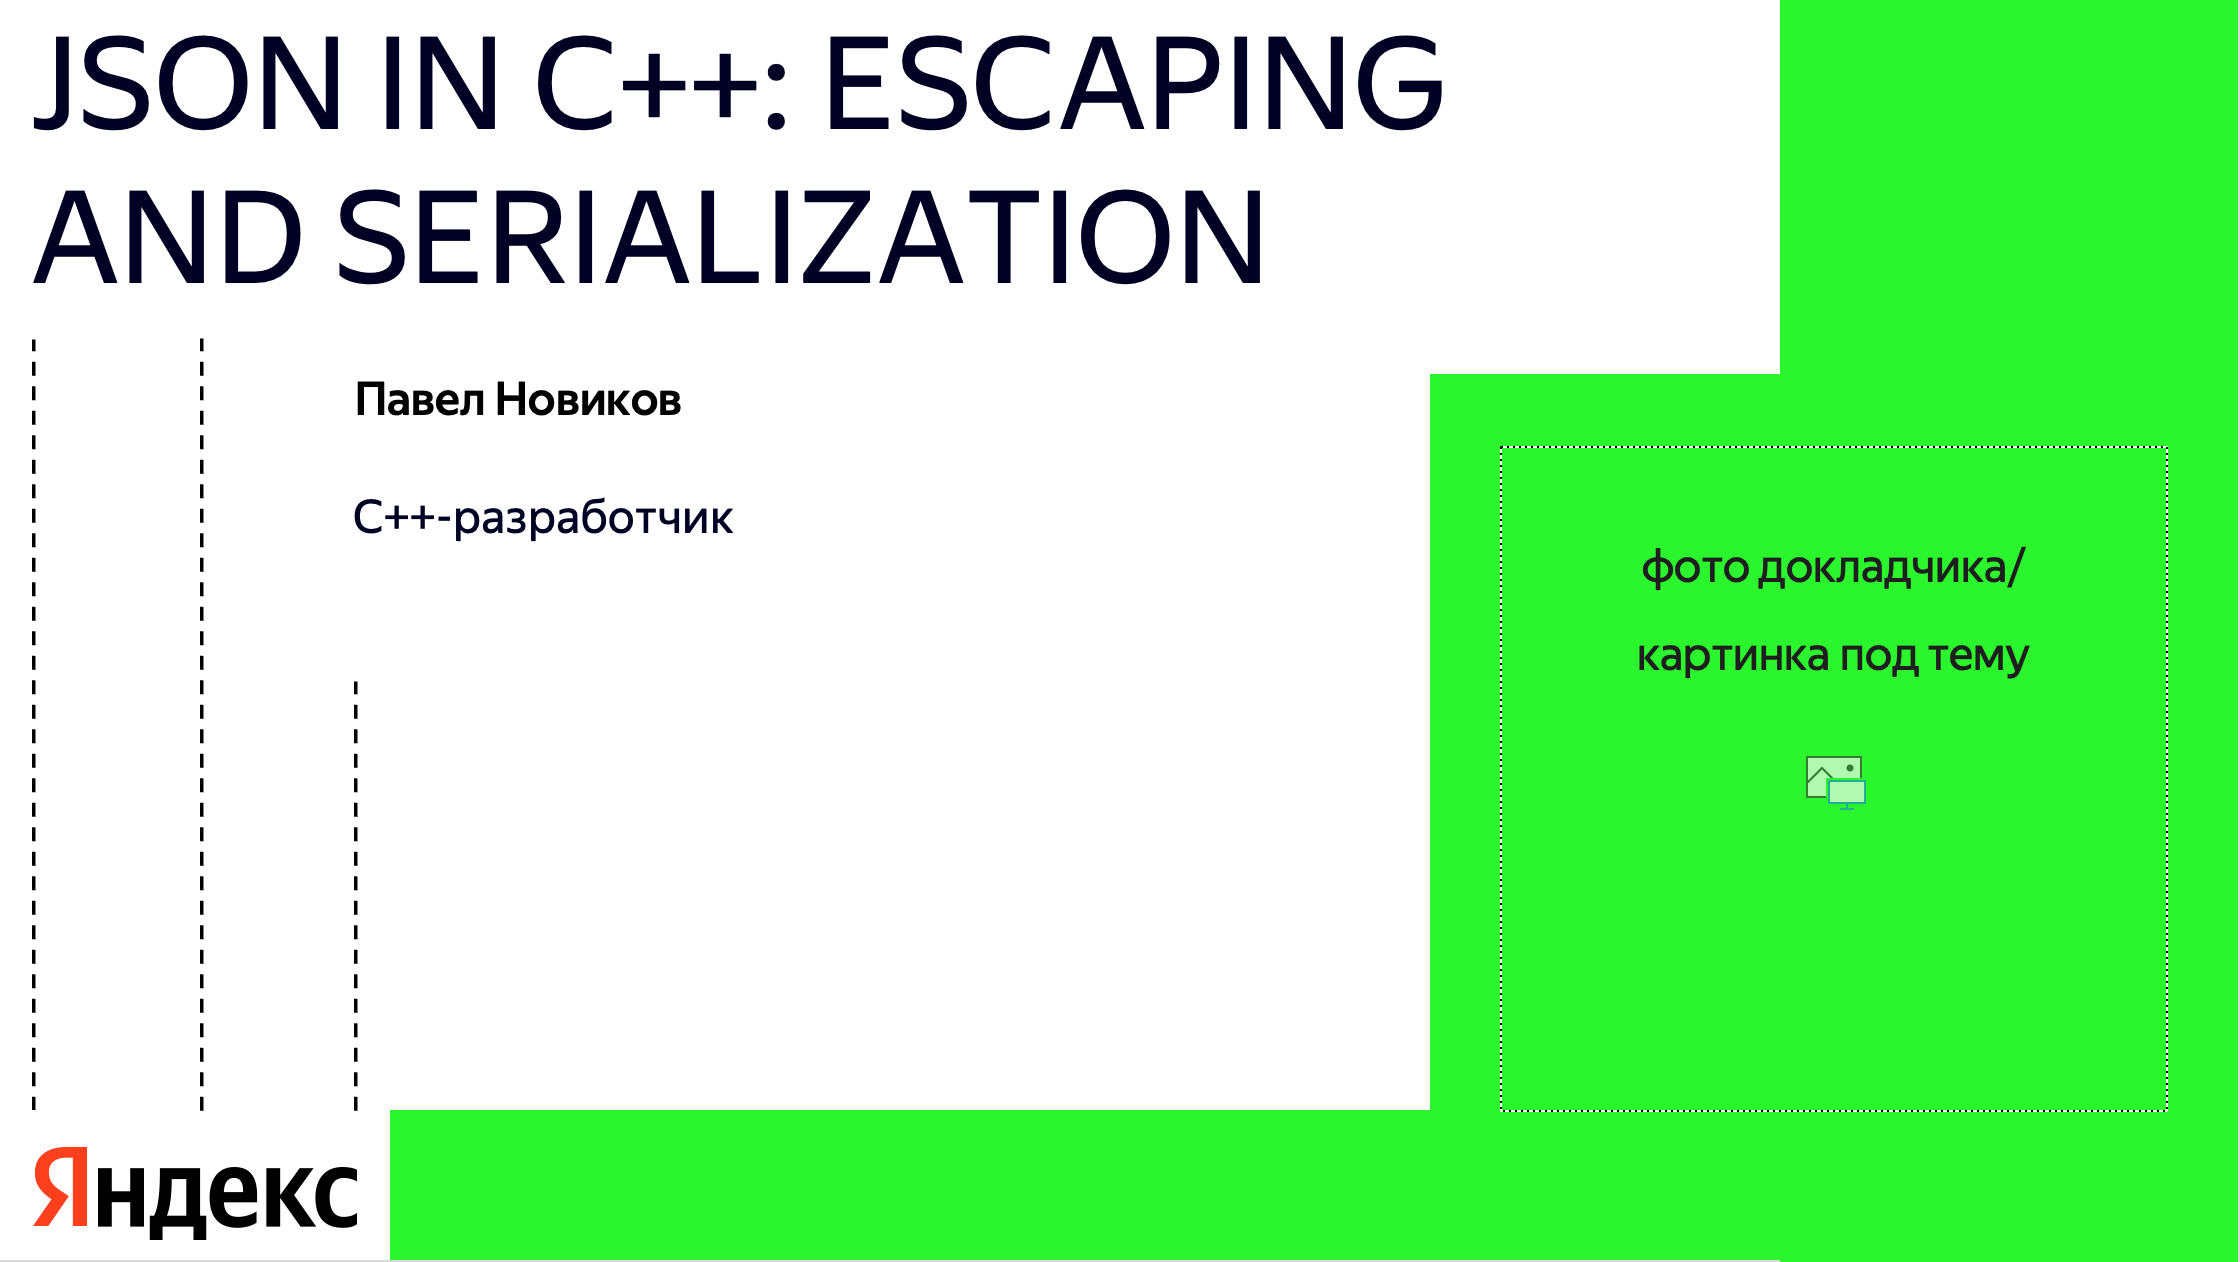 JSON IN C++: ESCAPING
AND SERIALIZATION
Павел Новиков
С++-разработчик
фото докладчика/
картинка под тему
Яндекс